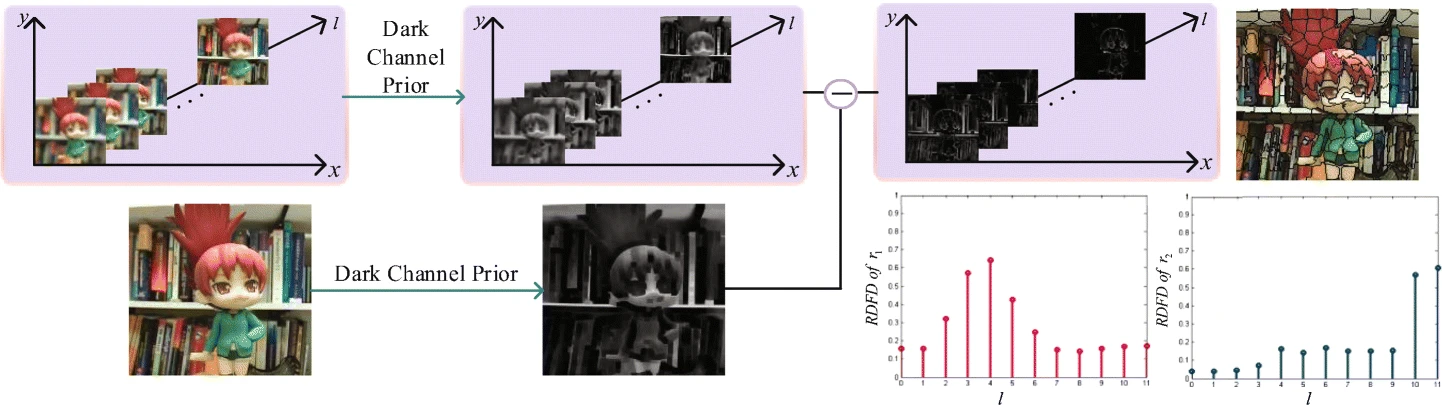 y
l
x
Dark
Channel
Prior
y
l
x
y
l
x
Dark Channel Prior
RDFD of r1
1
0.9
0.8
0.7
0.6
0.5
0.4
0.3
0.2
0.1
0
0 1 2 3 4 5 6 7 8 9 10 11
l
RDFD of r2
1
0.9
0.8
0.7
0.6
0.5
0.4
0.3
0.2
0.1
0
0 1 2 3 4 5 6 7 8 9 10 11
l